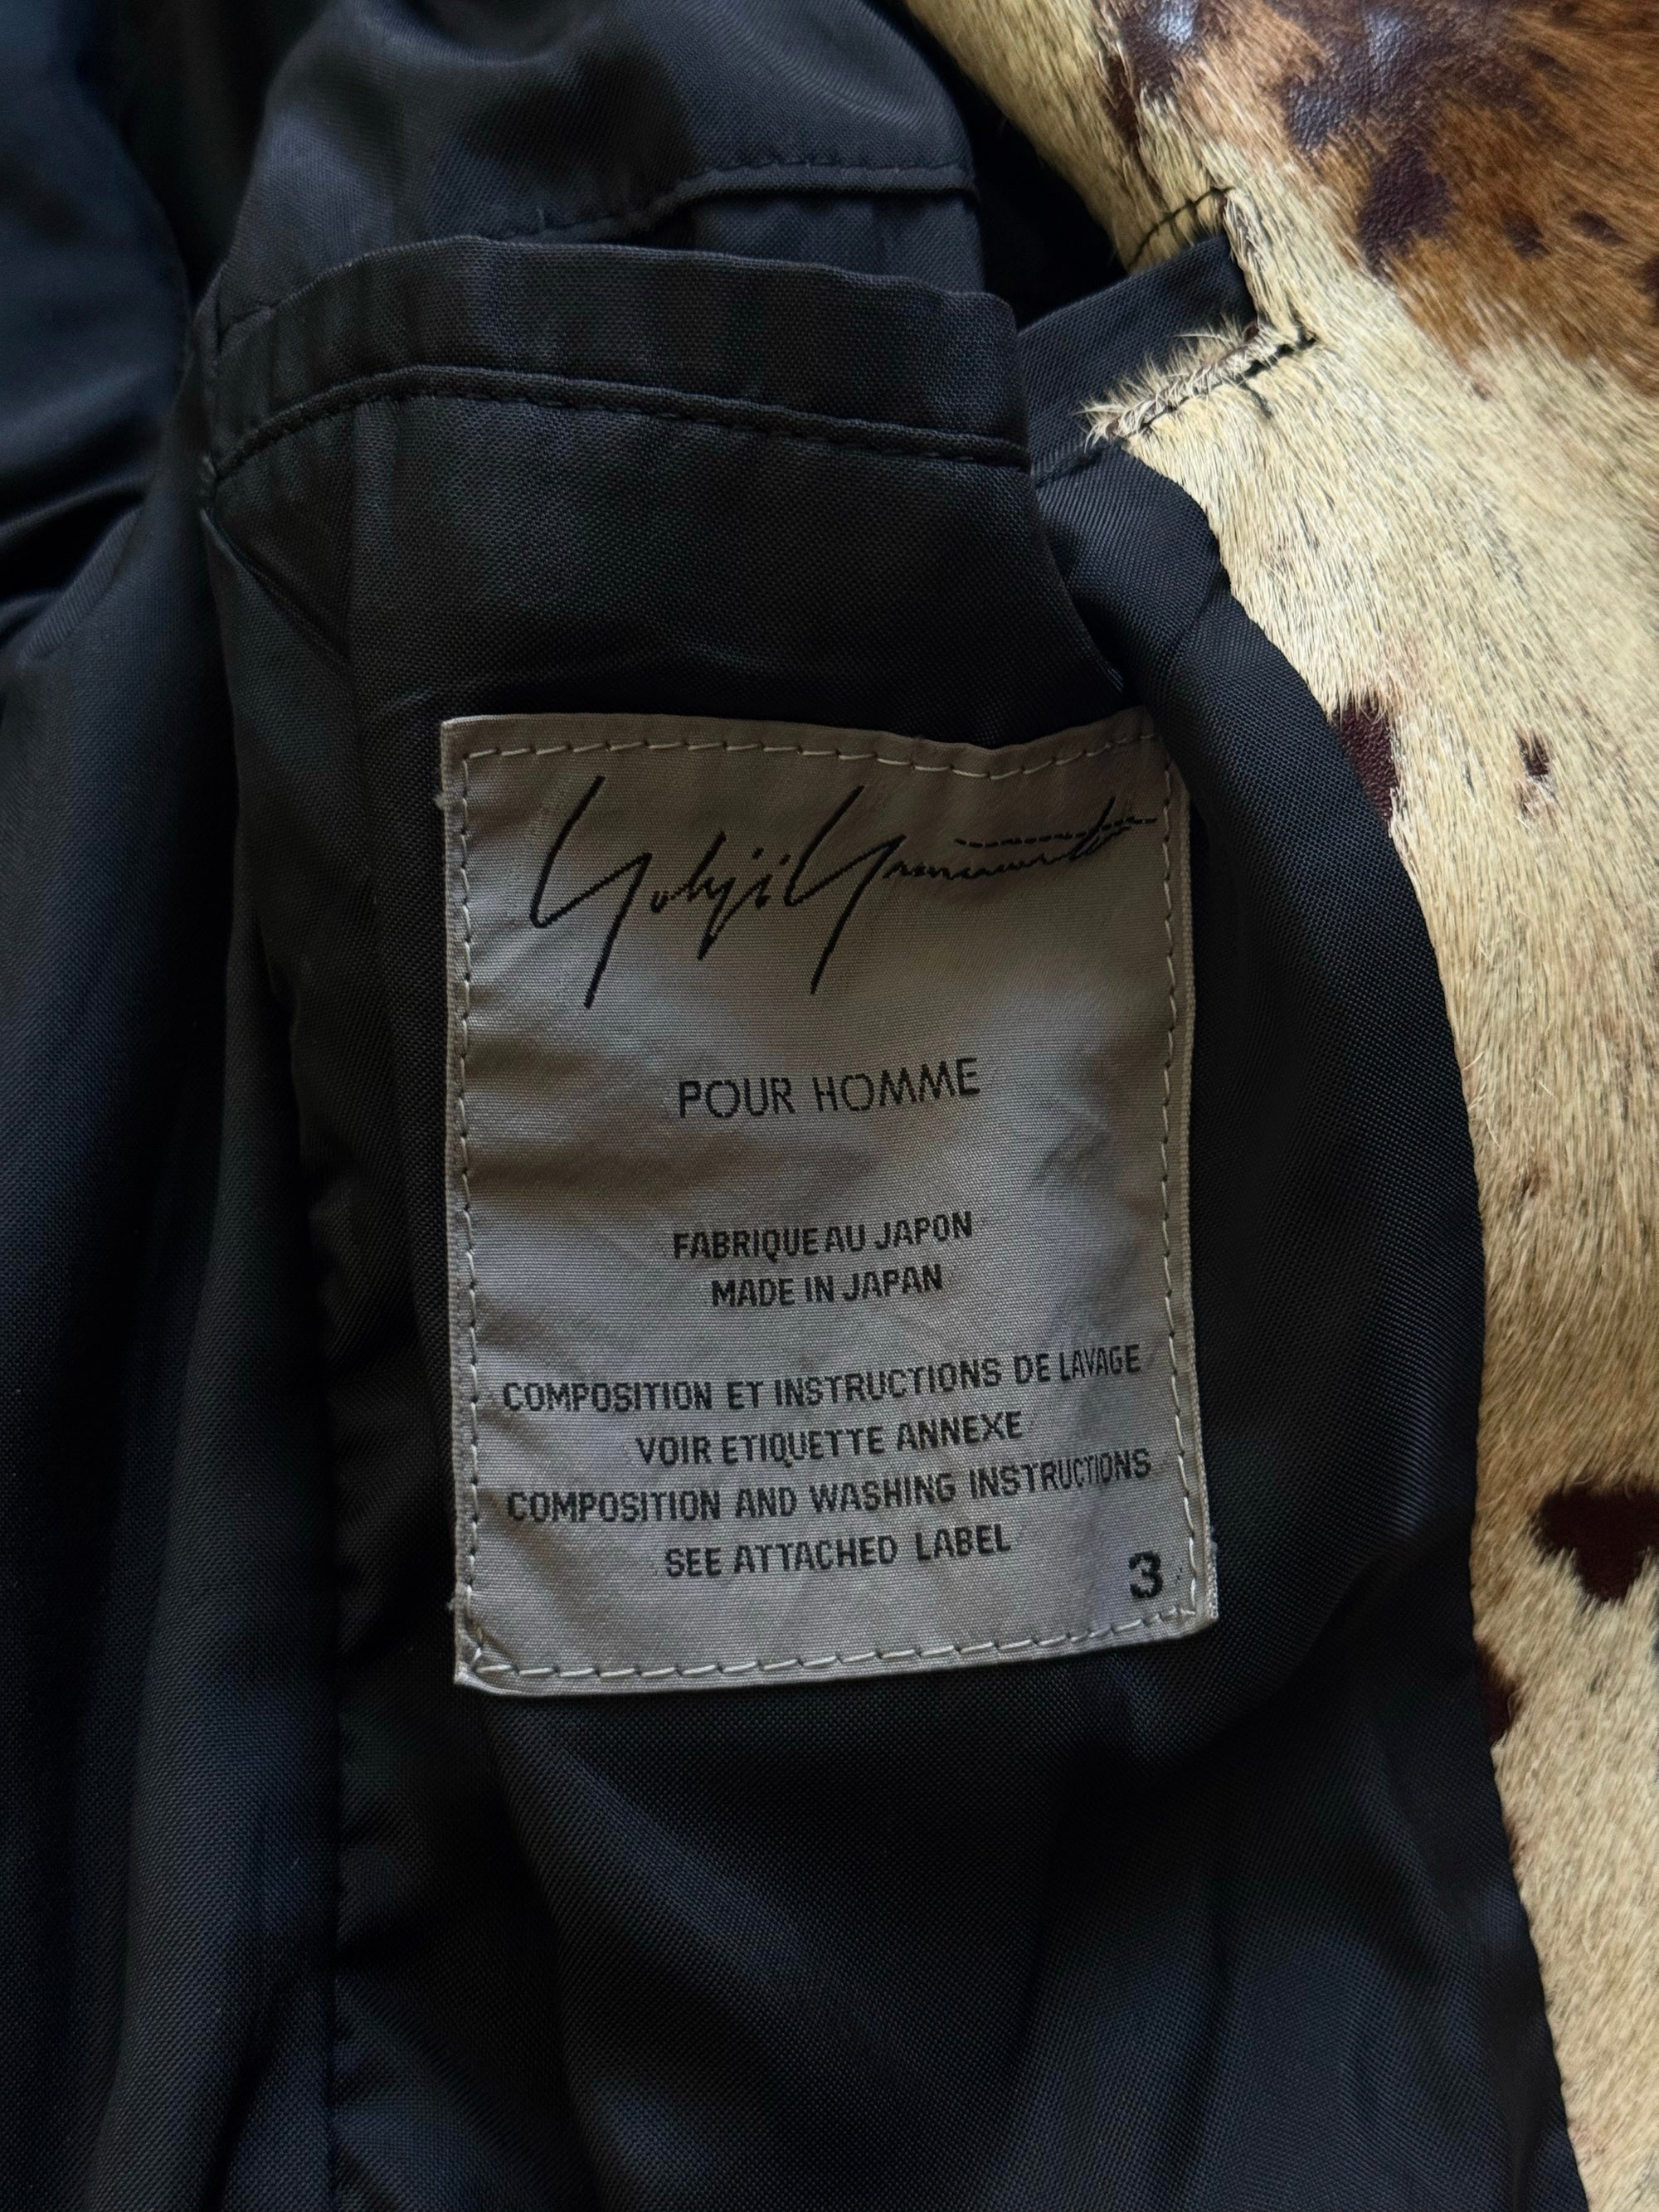 Yohji Yamamoto
POUR HOMME
FABRIQUE AU JAPON
MADE IN JAPAN
COMPOSITION ET INSTRUCTIONS DE LAVAGE
VOIR ETIQUETTE ANNEXE
COMPOSITION AND WASHING INSTRUCTIONS
SEE ATTACHED LABEL
3